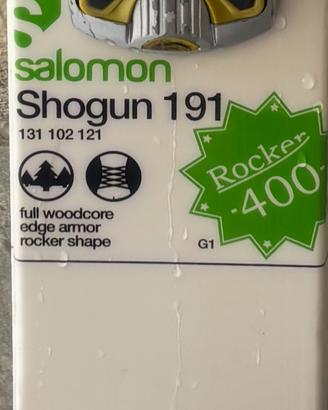 salomon
Shogun 191
131 102 121
Rocker
-400-
full woodcore
edge armor
rocker shape
G1